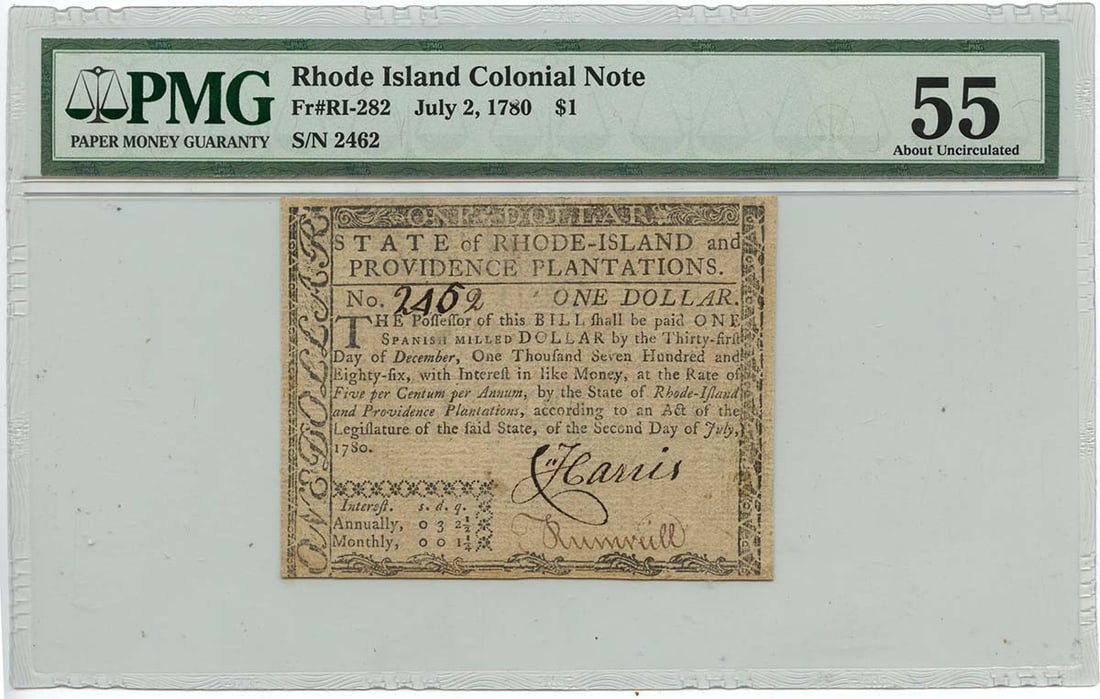 PMG
PAPER MONEY GUARANTY
Rhode Island Colonial Note
Fr#RI-282 July 2, 1780 $1
S/N 2462
55
About Uncirculated
ONE DOLLAR
ONE DOLLAR
STATE of RHODE-ISLAND and
PROVIDENCE PLANTATIONS.
No. 2462 ONE DOLLAR.
THE Poſſeſſor of this BILL ſhall be paid ONE
SPANISH MILLED DOLLAR by the Thirty-firſt
Day of December, One Thouſand Seven Hundred and
Eighty-ſix, with Intereſt in like Money, at the Rate of
Five per Centum per Annum, by the State of Rhode-Iſland
and Providence Plantations, according to an Act of the
Legiſlature of the ſaid State, of the Second Day of July,
1780.
Harris
Intereſt. s. d. q.
Annually, 0 3 2½
Monthly, 0 0 1¼